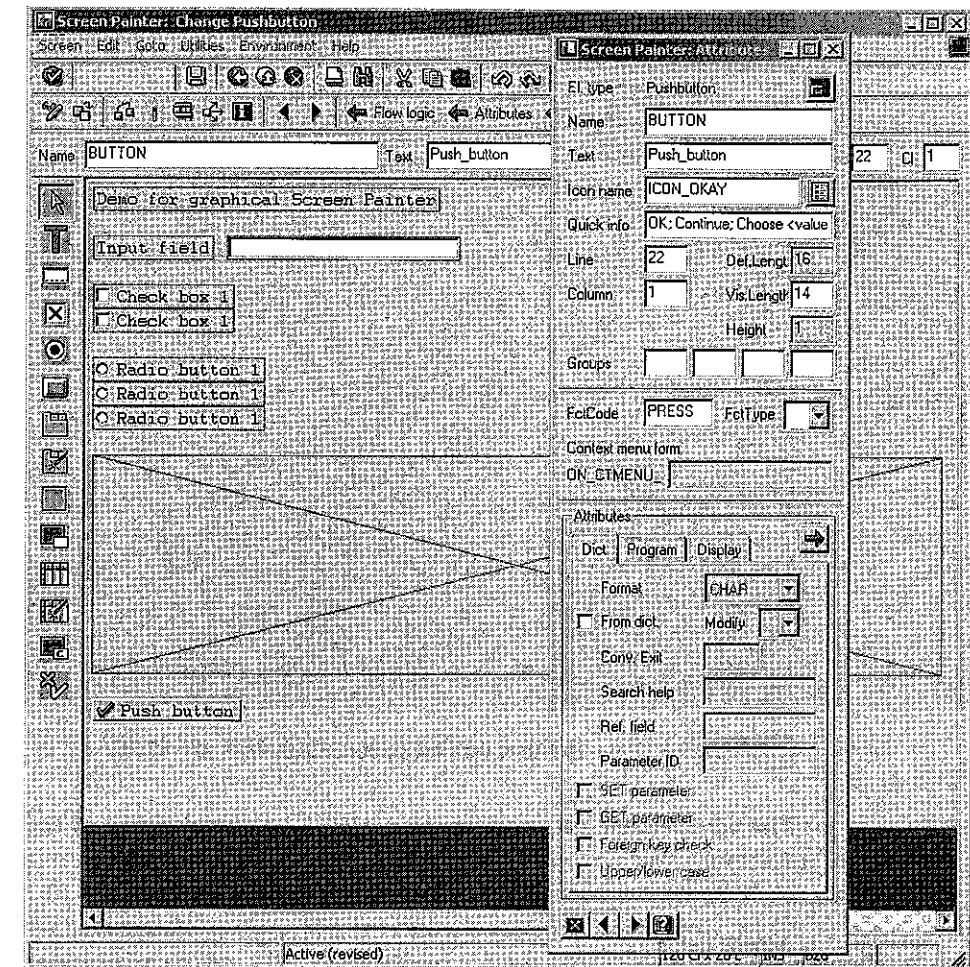 Screen Painter: Change Pushbutton
Screen Edit Goto Utilities Environment Help
Flow logic Attributes
Name BUTTON Text Push_button 22 Cl 1
Demo for graphical Screen Painter
Input field
Check box 1
Check box 1
Radio button 1
Radio button 1
Radio button 1
Push button
Active (revised)
Screen Painter: Attribute
El. type Pushbutton
Name BUTTON
Text Push_button
Icon name ICON_OKAY
Quick info OK; Continue; Choose <value
Line 22 Def.Lengt 16
Column 1 Vis.Length 14
Height 1
Groups
FctCode PRESS FctType
Context menu form
ON_CTMENU_
Attributes
Dict Program Display
Format CHAR
From dict. Modify
Conv. Exit
Search help
Ref. field
Parameter ID
SET parameter
GET parameter
Foreign key check
Upper/lower case